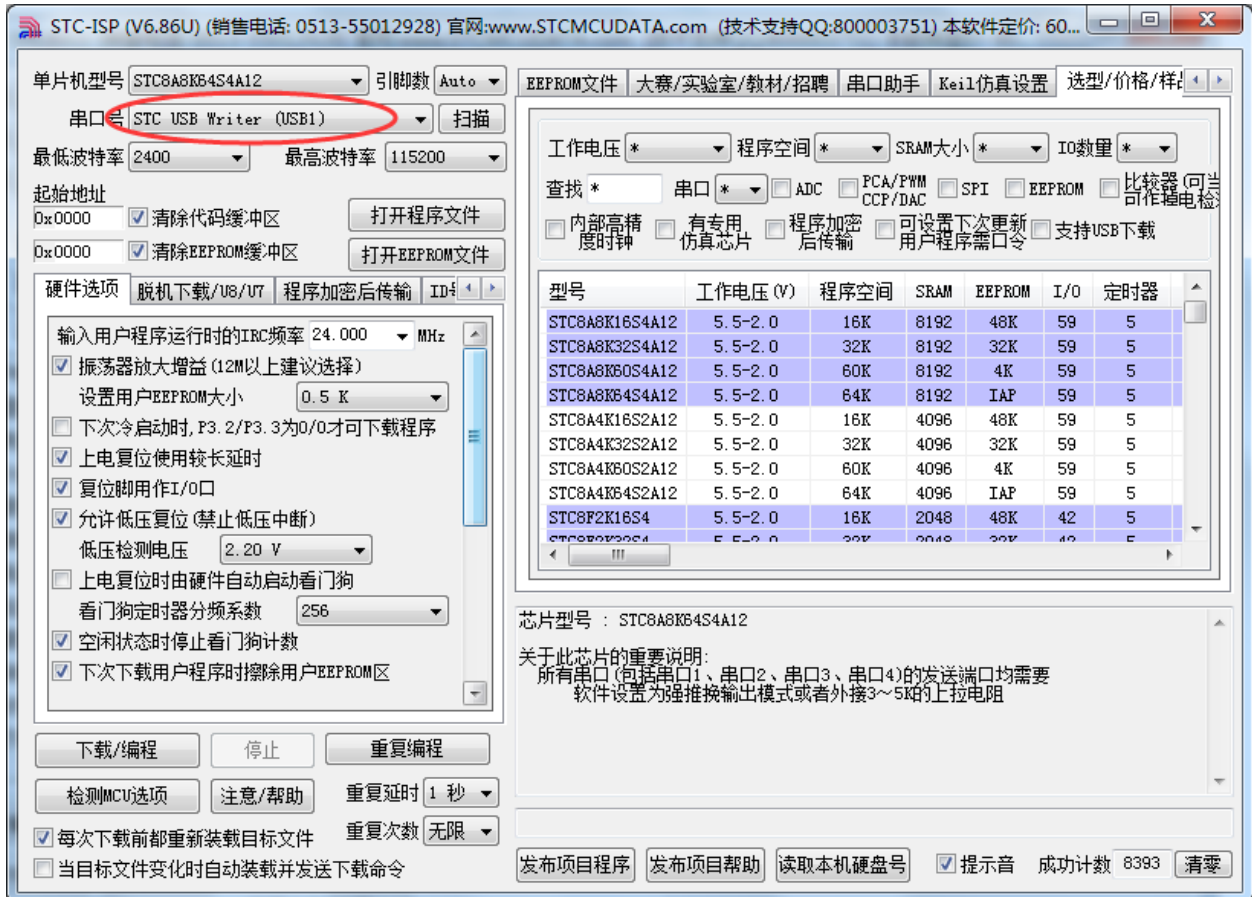 STC-ISP (V6.86U) (销售电话: 0513-55012928) 官网:www.STCMCUDATA.com (技术支持QQ:800003751) 本软件定价: 60...
单片机型号 STC8A8K64S4A12 引脚数 Auto
串口号 STC USB Writer (USB1) 扫描
最低波特率 2400 最高波特率 115200
起始地址
0x0000 清除代码缓冲区 打开程序文件
0x0000 清除EEPROM缓冲区 打开EEPROM文件
硬件选项 脱机下载/U8/U7 程序加密后传输
输入用户程序运行时的IRC频率 24.000 MHz
振荡器放大增益(12M以上建议选择)
设置用户EEPROM大小 0.5 K
下次冷启动时,P3.2/P3.3为0/0才可下载程序
上电复位使用较长延时
复位脚用作I/O口
允许低压复位(禁止低压中断)
低压检测电压 2.20 V
上电复位时由硬件自动启动看门狗
看门狗定时器分频系数 256
空闲状态时停止看门狗计数
下次下载用户程序时擦除用户EEPROM区
下载/编程 停止 重复编程
检测MCU选项 注意/帮助 重复延时 1 秒
每次下载前都重新装载目标文件 重复次数 无限
当目标文件变化时自动装载并发送下载命令
EEPROM文件 大赛/实验室/教材/招聘 串口助手 Keil仿真设置 选型/价格/样
工作电压 * 程序空间 * SRAM大小 * IO数量 *
查找 * 串口 * ADC PCA/PWM CCP/DAC SPI EEPROM 比较器(可当
内部高精度时钟 有专用仿真芯片 程序加密后传输 可设置下次更新用户程序需口令 支持USB下载
型号 工作电压(V) 程序空间 SRAM EEPROM I/O 定时器
STC8A8K16S4A12 5.5-2.0 16K 8192 48K 59 5
STC8A8K32S4A12 5.5-2.0 32K 8192 32K 59 5
STC8A8K60S4A12 5.5-2.0 60K 8192 4K 59 5
STC8A8K64S4A12 5.5-2.0 64K 8192 IAP 59 5
STC8A4K16S2A12 5.5-2.0 16K 4096 48K 59 5
STC8A4K32S2A12 5.5-2.0 32K 4096 32K 59 5
STC8A4K60S2A12 5.5-2.0 60K 4096 4K 59 5
STC8A4K64S2A12 5.5-2.0 64K 4096 IAP 59 5
STC8F2K16S4 5.5-2.0 16K 2048 48K 42 5
STC8F2K32S4 5.5-2.0 32K 2048 32K 42 5
芯片型号 : STC8A8K64S4A12
关于此芯片的重要说明:
所有串口(包括串口1、串口2、串口3、串口4)的发送端口均需要
软件设置为强推挽输出模式或者外接3～5K的上拉电阻
发布项目程序 发布项目帮助 读取本机硬盘号 提示音 成功计数 8393 清零